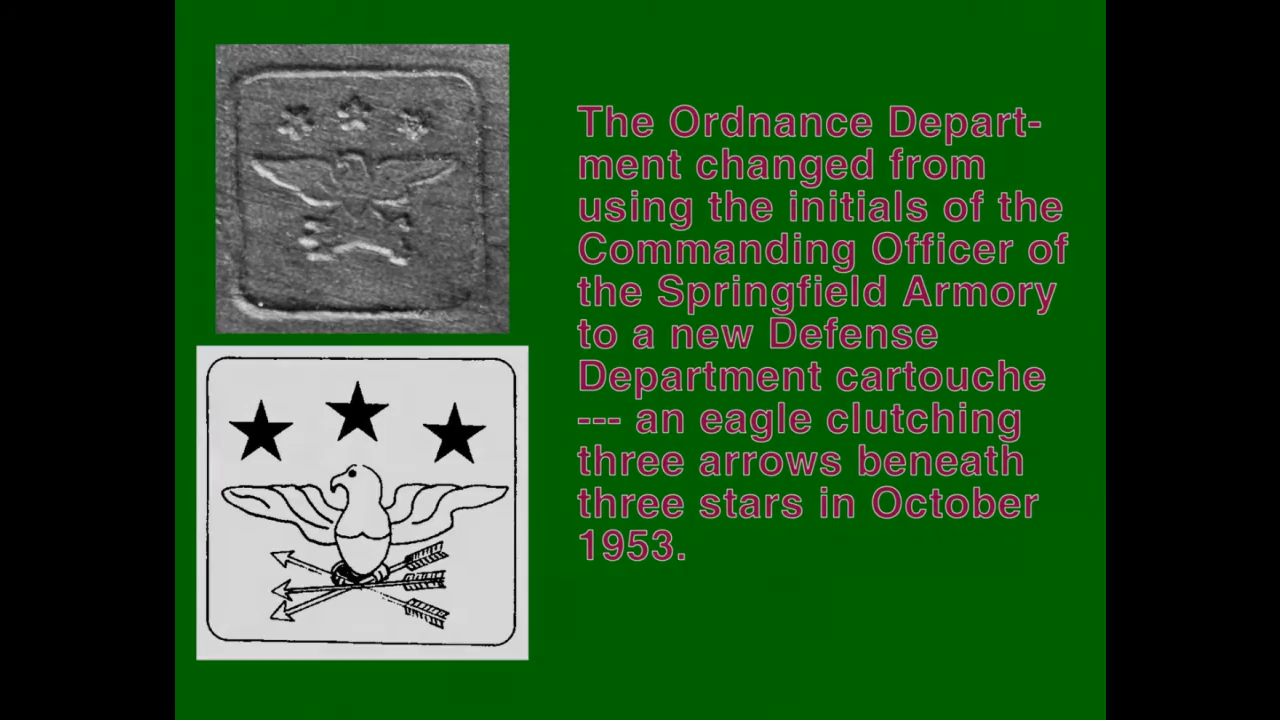 The Ordnance Depart-
ment changed from
using the initials of the
Commanding Officer of
the Springfield Armory
to a new Defense
Department cartouche
--- an eagle clutching
three arrows beneath
three stars in October
1953.